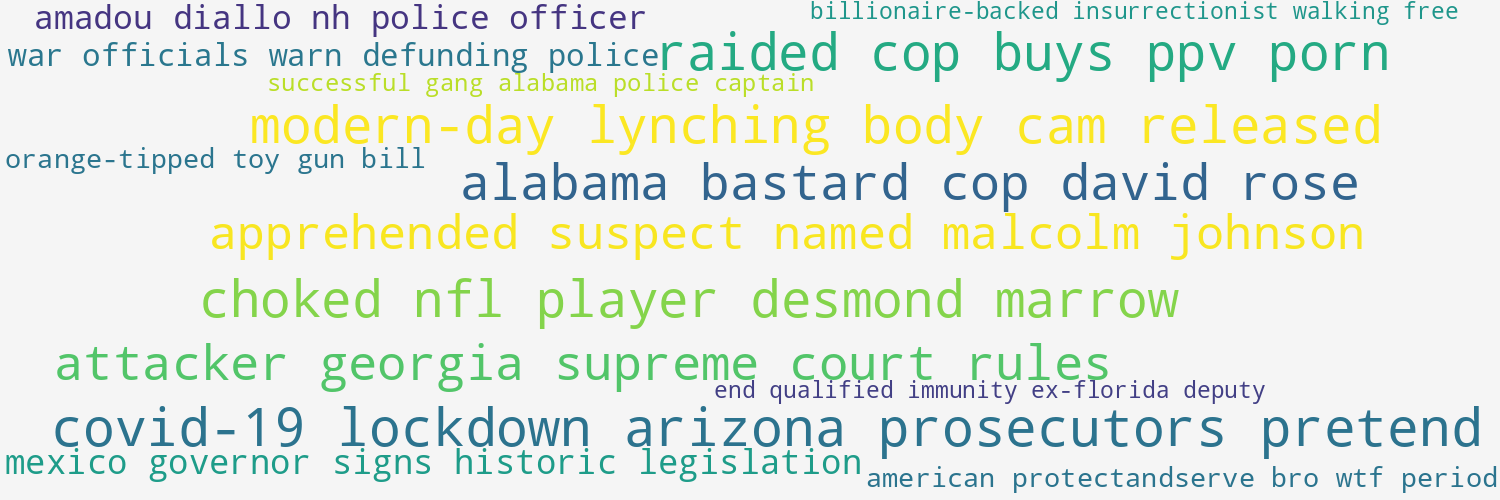 amadou diallo nh police officer
billionaire-backed insurrectionist walking free
war officials warn defunding police
raided cop buys ppv porn
successful gang alabama police captain
modern-day lynching body cam released
orange-tipped toy gun bill
alabama bastard cop david rose
apprehended suspect named malcolm johnson
choked nfl player desmond marrow
attacker georgia supreme court rules
end qualified immunity ex-florida deputy
covid-19 lockdown arizona prosecutors pretend
mexico governor signs historic legislation
american protectandserve bro wtf period